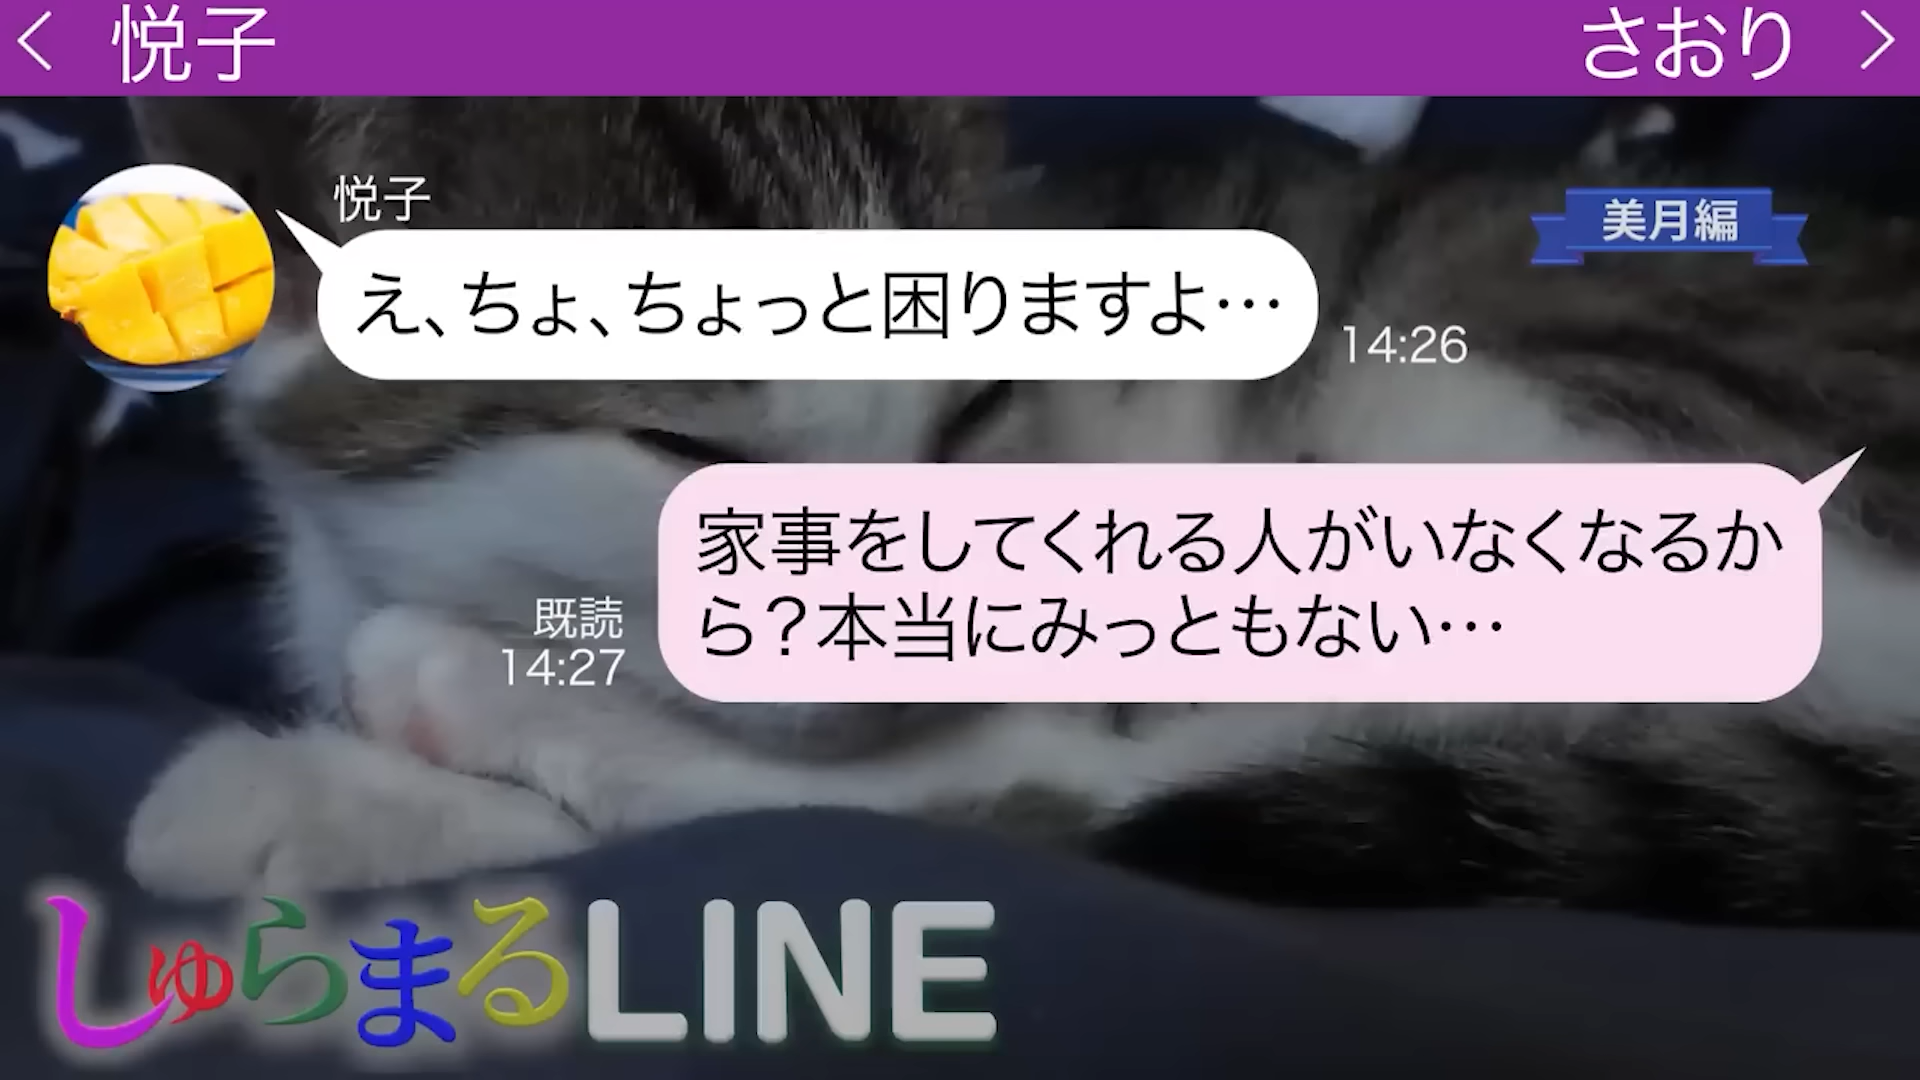 悦子
さおり
悦子
美月編
え、ちょ、ちょっと困りますよ…
14:26
家事をしてくれる人がいなくなるか
ら?本当にみっともない…
既読
14:27
しゅらまるLINE